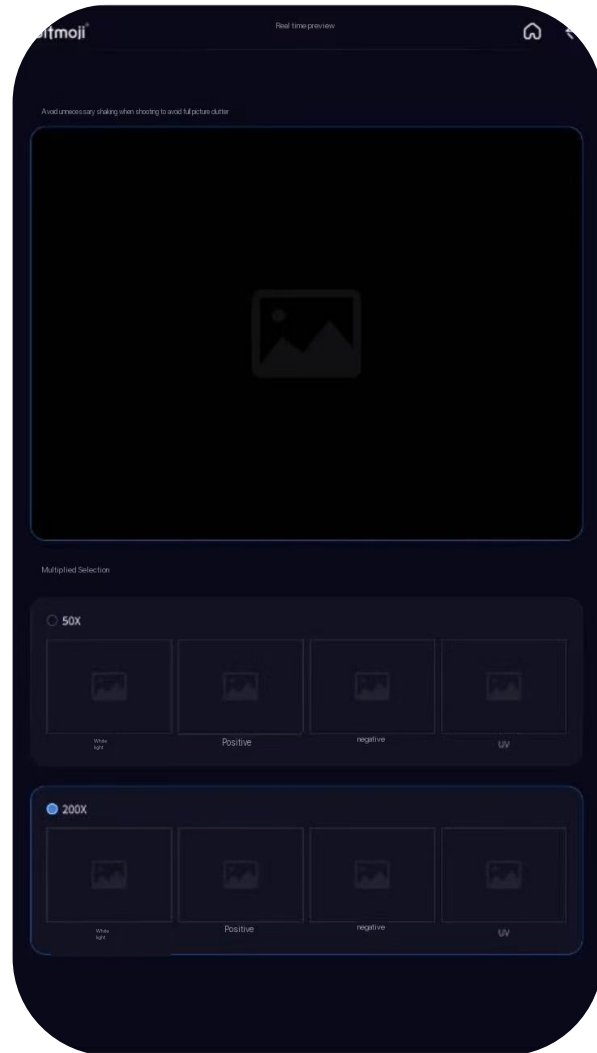 itmoji®
Real time preview
Avoid unnecessary shaking when shooting to avoid full picture clutter
Multiplied Selection
50X
White
light
Positive
negative
UV
200X
White
light
Positive
negative
UV